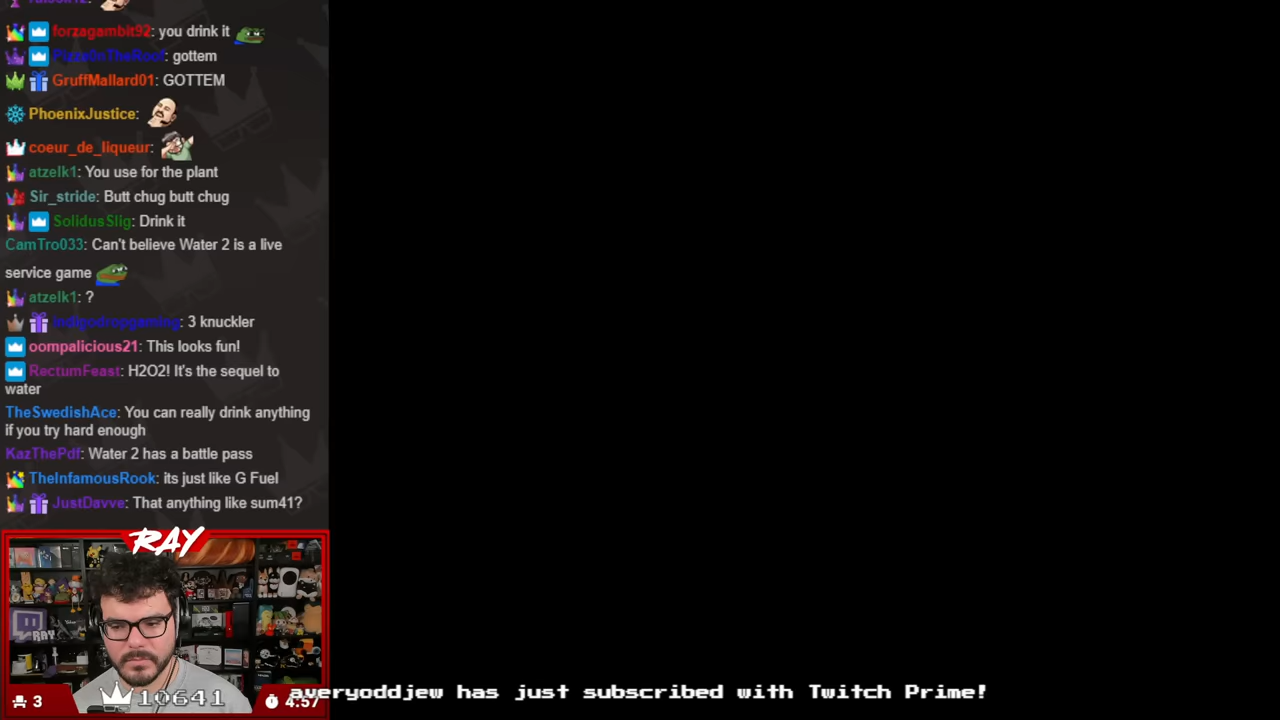 forzagambit92: you drink it
PizzaOnTheRoof: gottem
GruffMallard01: GOTTEM
PhoenixJustice:
coeur_de_liqueur:
atzelk1: You use for the plant
Sir_stride: Butt chug butt chug
SolidusSlig: Drink it
CamTro033: Can't believe Water 2 is a live
service game
atzelk1: ?
indigodropgaming: 3 knuckler
oompalicious21: This looks fun!
RectumFeast: H2O2! It's the sequel to
water
TheSwedishAce: You can really drink anything
if you try hard enough
KazThePdf: Water 2 has a battle pass
TheInfamousRook: its just like G Fuel
JustDavve: That anything like sum41?
RAY
RAY
3
10641
4:57
averyoddjew has just subscribed with Twitch Prime!